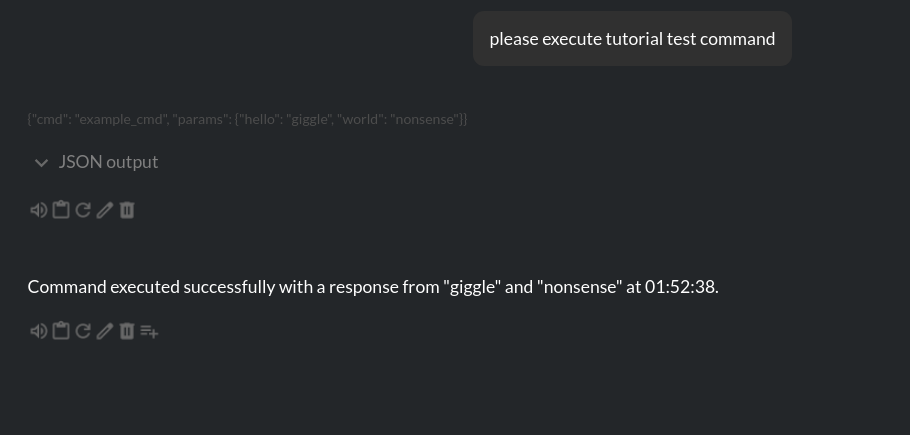 please execute tutorial test command
{"cmd": "example_cmd", "params": {"hello": "giggle", "world": "nonsense"}}
JSON output
Command executed successfully with a response from "giggle" and "nonsense" at 01:52:38.